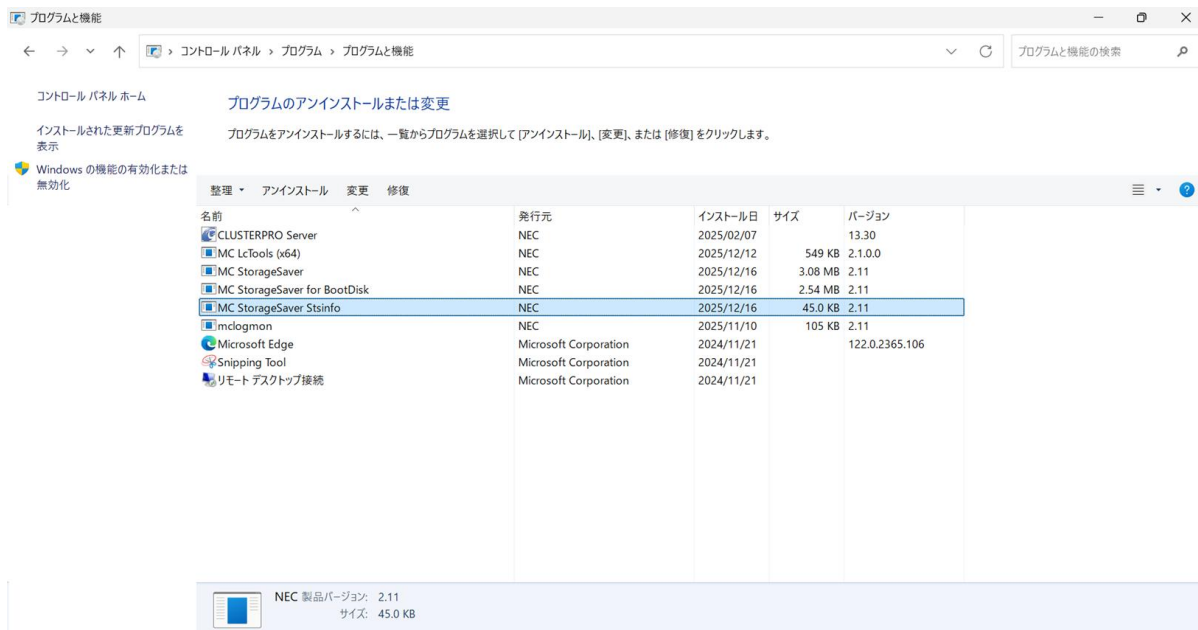 プログラムと機能
コントロール パネル › プログラム › プログラムと機能
プログラムと機能の検索
コントロール パネル ホーム
インストールされた更新プログラムを
表示
Windows の機能の有効化または
無効化
プログラムのアンインストールまたは変更
プログラムをアンインストールするには、一覧からプログラムを選択して [アンインストール]、[変更]、または [修復] をクリックします。
整理 アンインストール 変更 修復
名前 発行元 インストール日 サイズ バージョン
CLUSTERPRO Server NEC 2025/02/07 13.30
MC LcTools (x64) NEC 2025/12/12 549 KB 2.1.0.0
MC StorageSaver NEC 2025/12/16 3.08 MB 2.11
MC StorageSaver for BootDisk NEC 2025/12/16 2.54 MB 2.11
MC StorageSaver Stsinfo NEC 2025/12/16 45.0 KB 2.11
mclogmon NEC 2025/11/10 105 KB 2.11
Microsoft Edge Microsoft Corporation 2024/11/21 122.0.2365.106
Snipping Tool Microsoft Corporation 2024/11/21
リモート デスクトップ接続 Microsoft Corporation 2024/11/21
NEC 製品バージョン: 2.11
サイズ: 45.0 KB